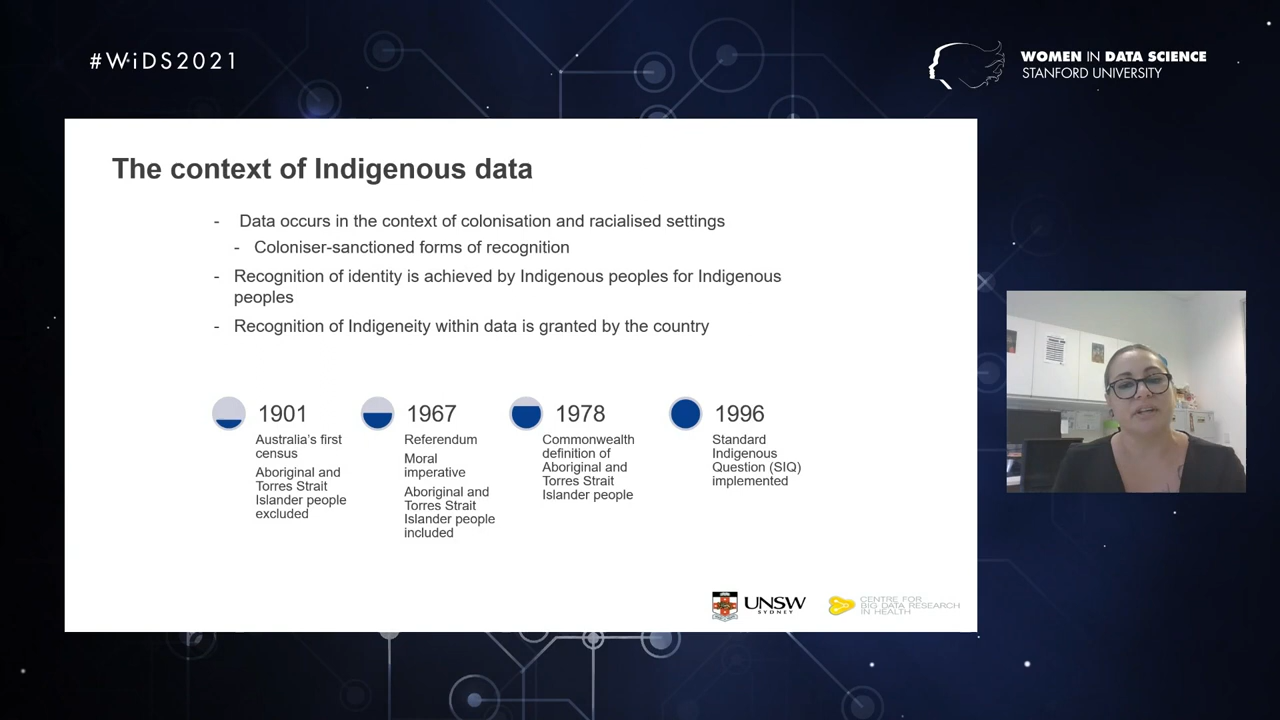 #WiDS2021
WOMEN IN DATA SCIENCE
STANFORD UNIVERSITY
The context of Indigenous data
- Data occurs in the context of colonisation and racialised settings
- Coloniser-sanctioned forms of recognition
- Recognition of identity is achieved by Indigenous peoples for Indigenous
peoples
- Recognition of Indigeneity within data is granted by the country
1901
Australia's first
census
Aboriginal and
Torres Strait
Islander people
excluded
1967
Referendum
Moral
imperative
Aboriginal and
Torres Strait
Islander people
included
1978
Commonwealth
definition of
Aboriginal and
Torres Strait
Islander people
1996
Standard
Indigenous
Question (SIQ)
implemented
UNSW
SYDNEY
CENTRE FOR
BIG DATA RESEARCH
IN HEALTH